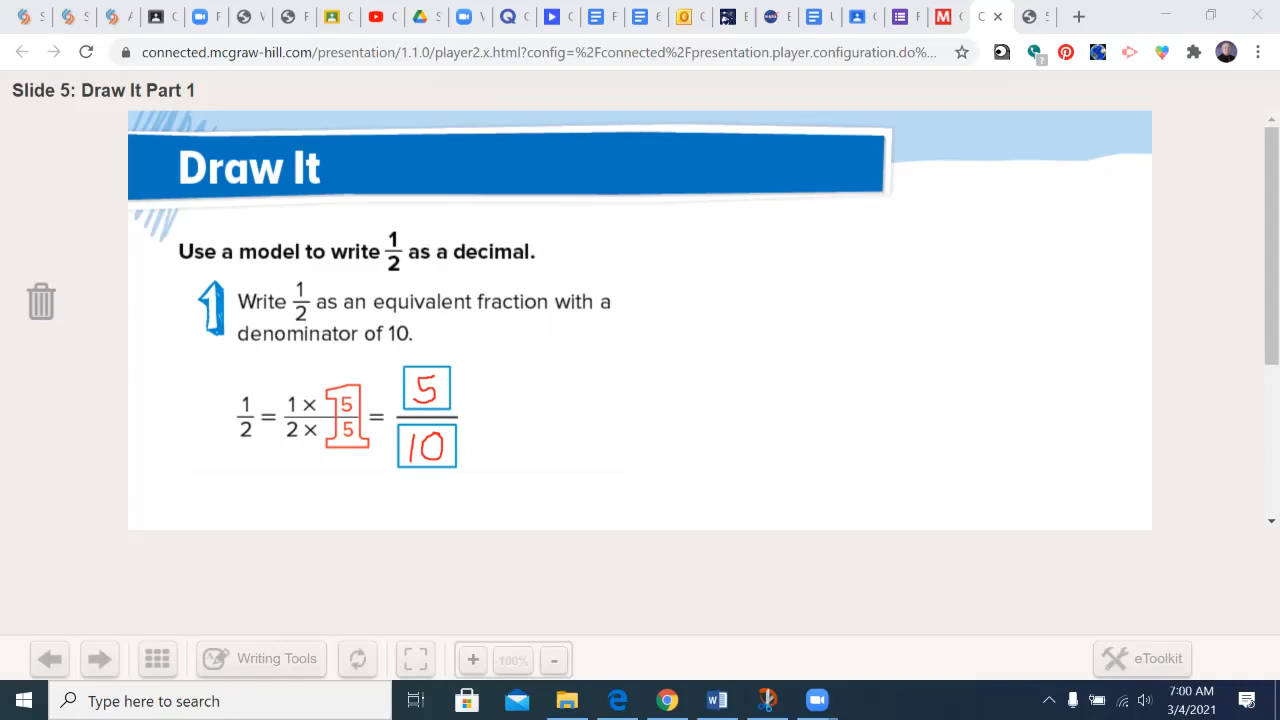 S A C F W F C C S V Q C F 6 C E E U C F C C S
connected.mcgraw-hill.com/presentation/1.1.0/player2.x.html?config=%2Fconnected%2Fpresentation.player.configuration.do%...
Slide 5: Draw It Part 1
Draw It
Use a model to write 1/2 as a decimal.
1 Write 1/2 as an equivalent fraction with a
denominator of 10.
1/2 = 1 × 5/2 × 5 = 5/10
Writing Tools + 100% - eToolkit
Type here to search
7:00 AM
3/4/2021